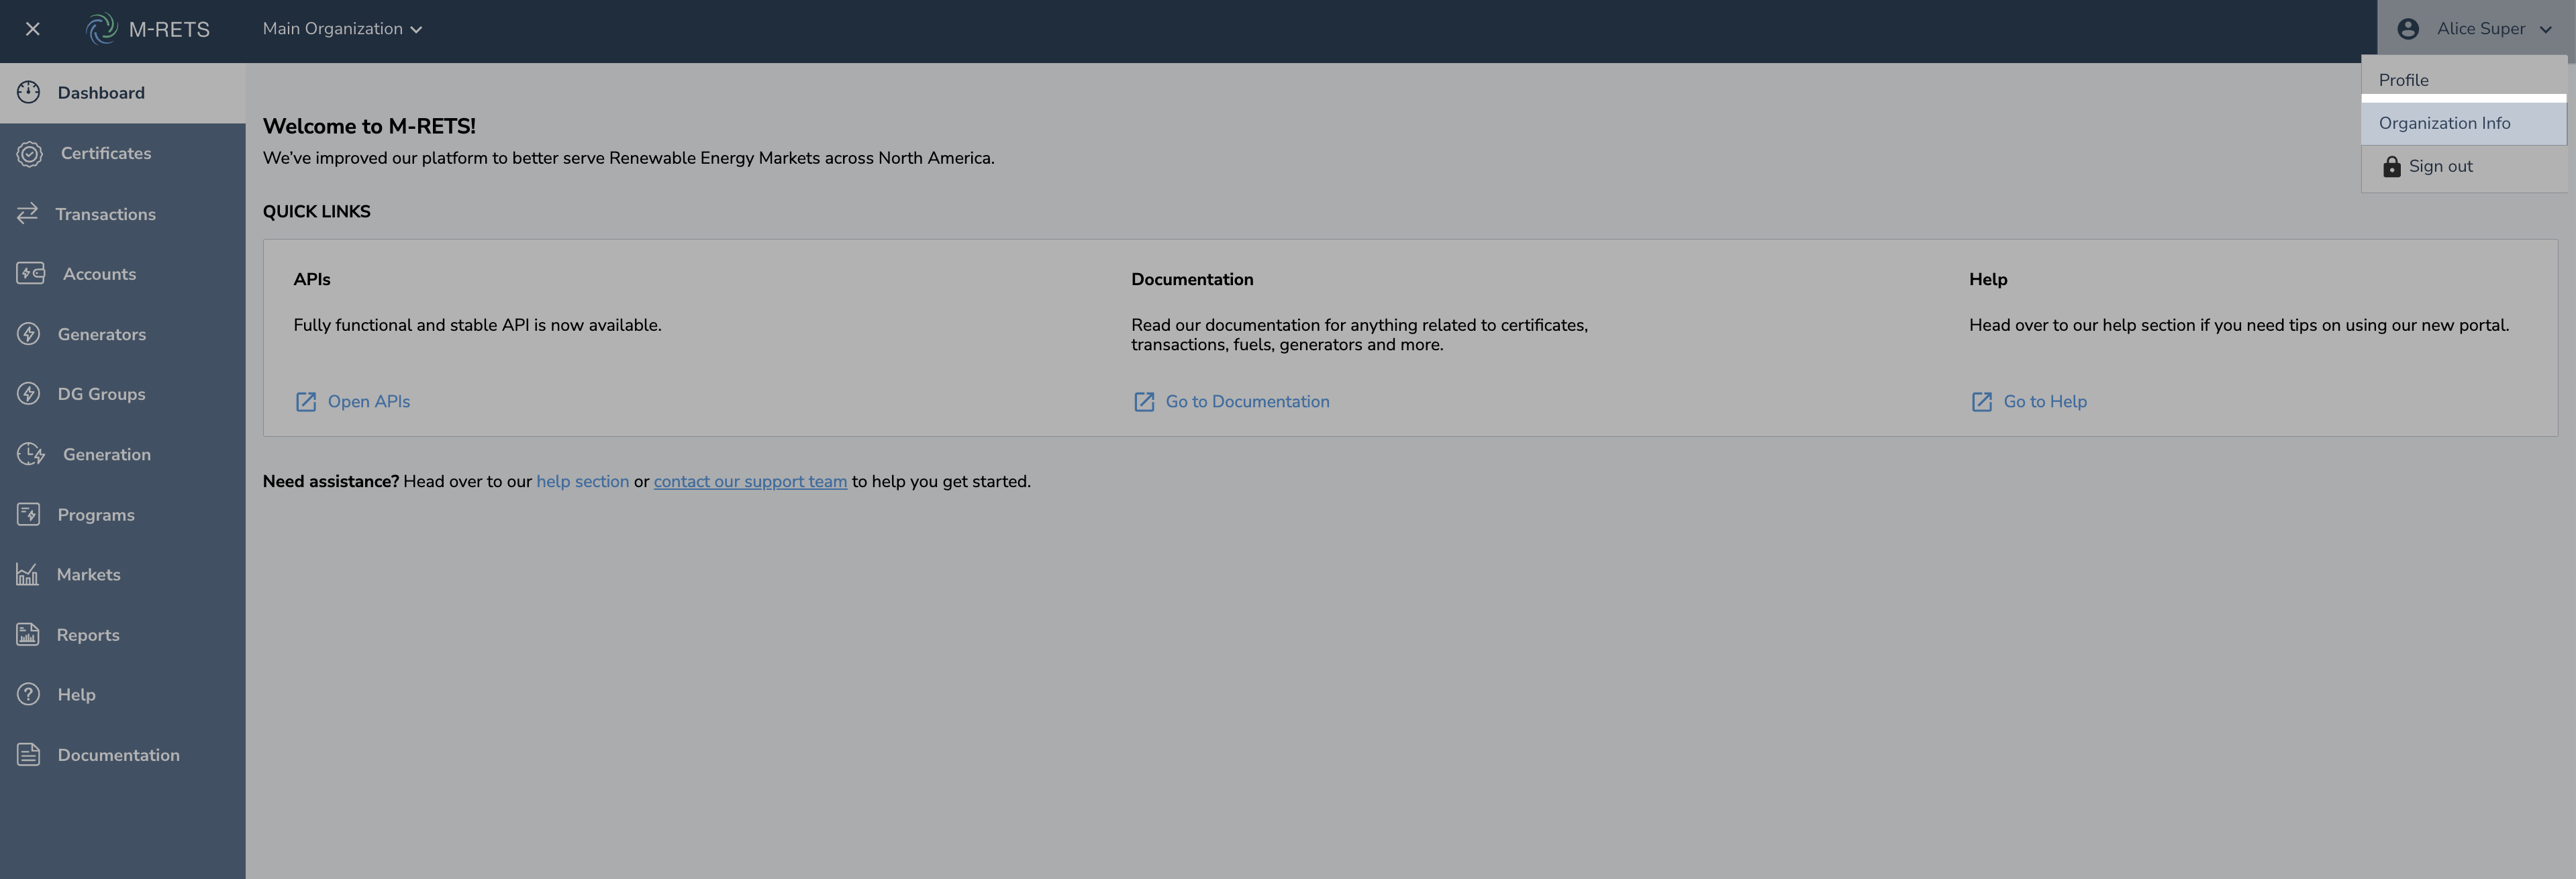 M-RETS
Main Organization
Alice Super
Profile
Organization Info
Sign out
Dashboard
Certificates
Transactions
Accounts
Generators
DG Groups
Generation
Programs
Markets
Reports
Help
Documentation
Welcome to M-RETS!
We've improved our platform to better serve Renewable Energy Markets across North America.
QUICK LINKS
APIs
Fully functional and stable API is now available.
Open APIs
Documentation
Read our documentation for anything related to certificates,
transactions, fuels, generators and more.
Go to Documentation
Help
Head over to our help section if you need tips on using our new portal.
Go to Help
Need assistance? Head over to our help section or contact our support team to help you get started.